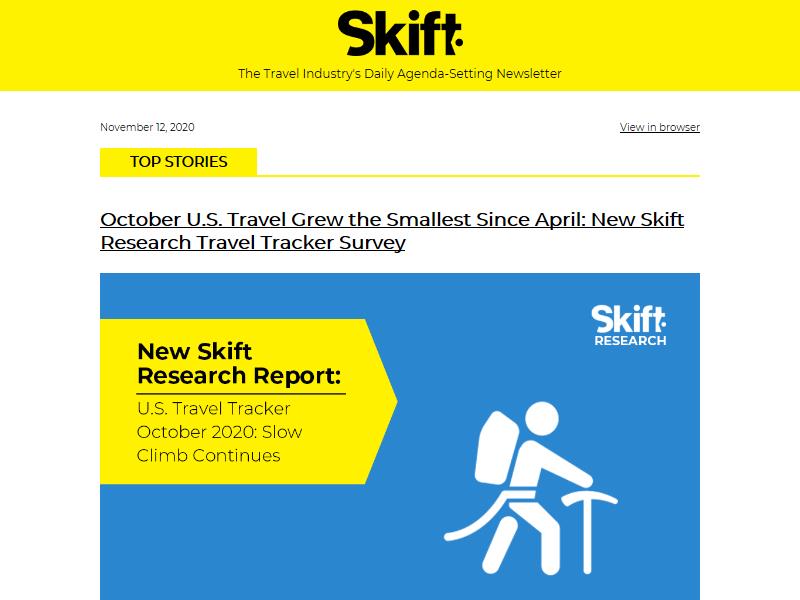 Skift
The Travel Industry's Daily Agenda-Setting Newsletter
November 12, 2020
View in browser
TOP STORIES
October U.S. Travel Grew the Smallest Since April: New Skift
Research Travel Tracker Survey
Skift
RESEARCH
New Skift
Research Report:
U.S. Travel Tracker
October 2020: Slow
Climb Continues